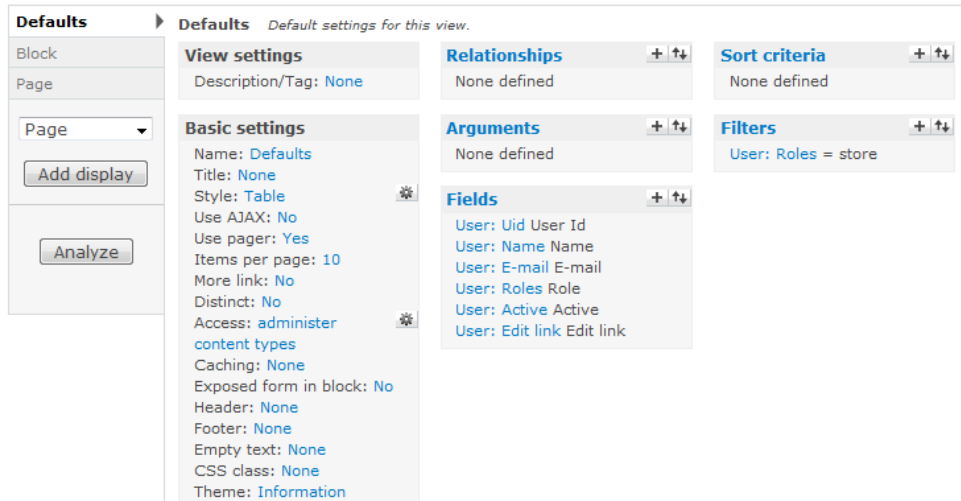 Defaults
Block
Page
Page
Add display
Analyze
Defaults Default settings for this view.
View settings
Description/Tag: None
Basic settings
Name: Defaults
Title: None
Style: Table
Use AJAX: No
Use pager: Yes
Items per page: 10
More link: No
Distinct: No
Access: administer
content types
Caching: None
Exposed form in block: No
Header: None
Footer: None
Empty text: None
CSS class: None
Theme: Information
Relationships
None defined
Arguments
None defined
Fields
User: Uid User Id
User: Name Name
User: E-mail E-mail
User: Roles Role
User: Active Active
User: Edit link Edit link
Sort criteria
None defined
Filters
User: Roles = store